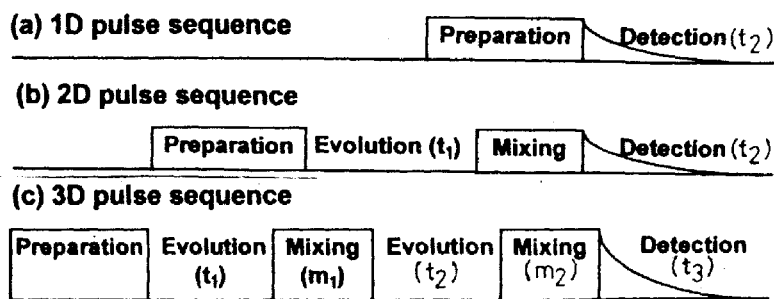 (a) 1D pulse sequence
Preparation Detection (t2)
(b) 2D pulse sequence
Preparation Evolution (t1) Mixing Detection (t2)
(c) 3D pulse sequence
Preparation Evolution Mixing Evolution Mixing Detection
(t1) (m1) (t2) (m2) (t3)